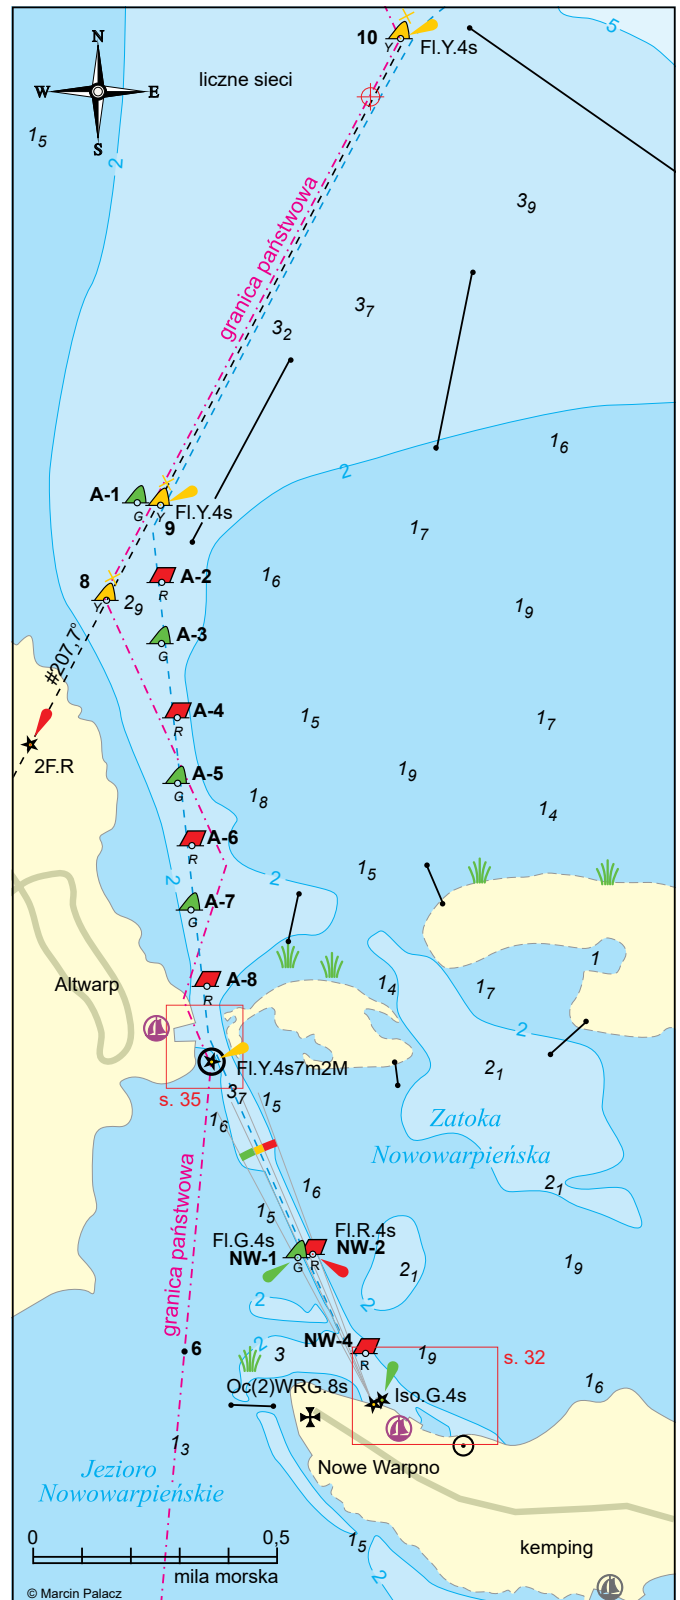 10
Y
Fl.Y.4s
5
N
W E
S
liczne sieci
1₅
2
3₉
granica państwowa
3₇
3₂
1₆
2
A-1
G
Y
Fl.Y.4s
9
1₇
8
Y
2₉
A-2
R
1₆
1₉
A-3
G
#207,7°
A-4
R
1₅
1₇
2F.R
A-5
G
1₉
1₈
1₄
A-6
R
2
2
1₅
A-7
G
1
Altwarp
A-8
R
1₄
1₇
2
Fl.Y.4s7m2M
2₁
s. 35
3₇
1₅
1₆
Zatoka
Nowowarpieńska
granica państwowa
1₆
2₁
1₅
Fl.G.4s
Fl.R.4s
NW-1
NW-2
G
R
1₉
2₁
2
2
6
2
3
NW-4
R
1₉
s. 32
Oc(2)WRG.8s
Iso.G.4s
1₆
1₃
Jezioro
Nowowarpieńskie
Nowe Warpno
0 0,5
1₅
kemping
mila morska
2
© Marcin Palacz